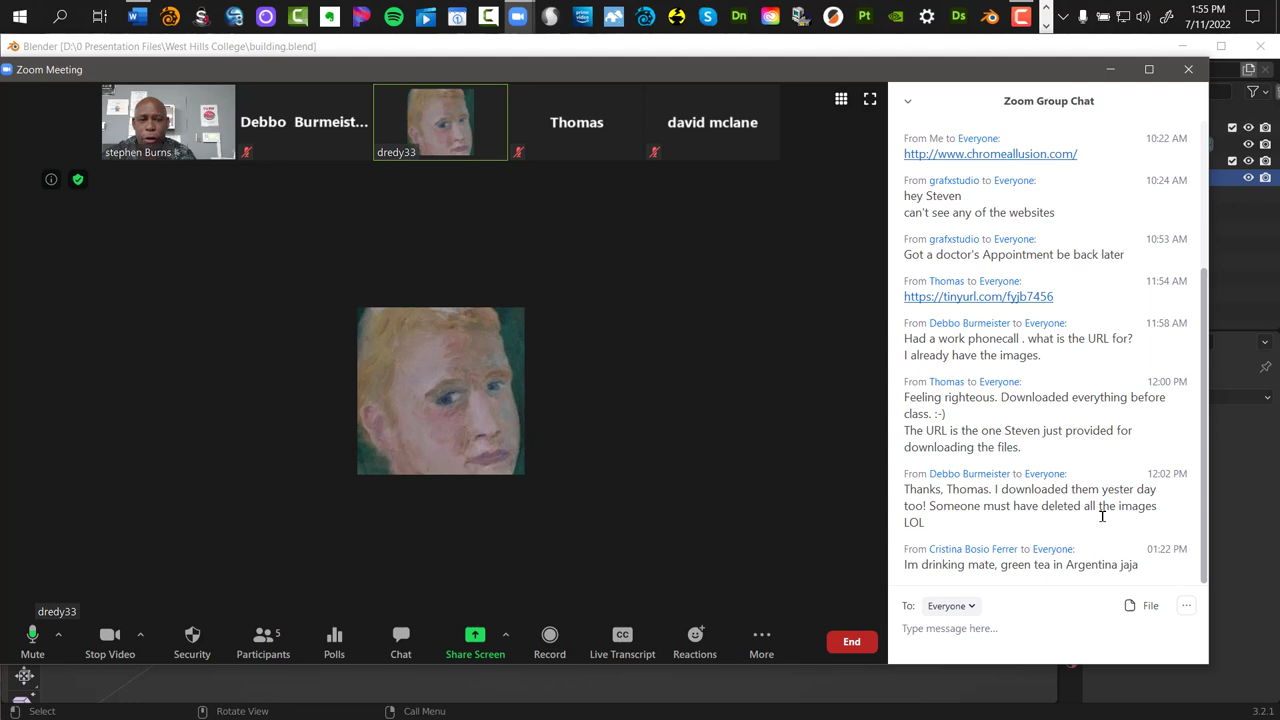 1:55 PM
7/11/2022
Blender [D:\0 Presentation Files\West Hills College\building.blend]
Zoom Meeting
stephen Burns
Debbo Burmeist...
dredy33
Thomas
david mclane
Zoom Group Chat
From Me to Everyone: 10:22 AM
http://www.chromeallusion.com/
From grafxstudio to Everyone: 10:24 AM
hey Steven
can't see any of the websites
From grafxstudio to Everyone: 10:53 AM
Got a doctor's Appointment be back later
From Thomas to Everyone: 11:54 AM
https://tinyurl.com/fyjb7456
From Debbo Burmeister to Everyone: 11:58 AM
Had a work phonecall . what is the URL for?
I already have the images.
From Thomas to Everyone: 12:00 PM
Feeling righteous. Downloaded everything before
class. :-)
The URL is the one Steven just provided for
downloading the files.
From Debbo Burmeister to Everyone: 12:02 PM
Thanks, Thomas. I downloaded them yester day
too! Someone must have deleted all the images
LOL
From Cristina Bosio Ferrer to Everyone: 01:22 PM
Im drinking mate, green tea in Argentina jaja
To: Everyone File
Type message here...
dredy33
5
CC
Mute Stop Video Security Participants Polls Chat Share Screen Record Live Transcript Reactions More End
Select Rotate View Call Menu 3.2.1